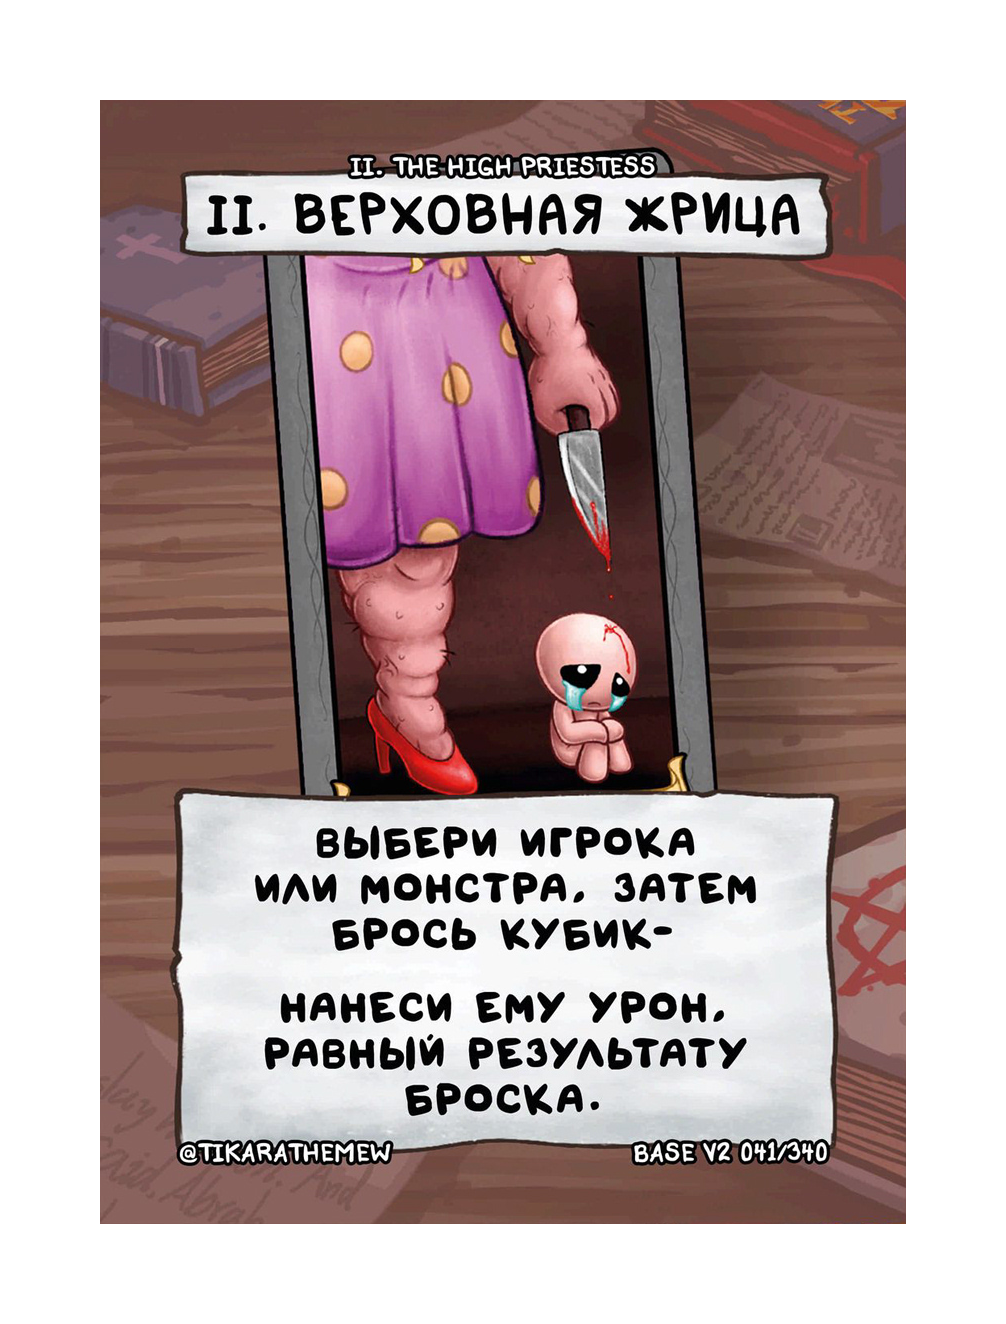 II. THE HIGH PRIESTESS
II. ВЕРХОВНАЯ ЖРИЦА
ВЫБЕРИ ИГРОКА
ИЛИ МОНСТРА, ЗАТЕМ
БРОСЬ КУБИК-
НАНЕСИ ЕМУ УРОН,
РАВНЫЙ РЕЗУЛЬТАТУ
БРОСКА.
@TIKARATHEMEW
BASE V2 041/340